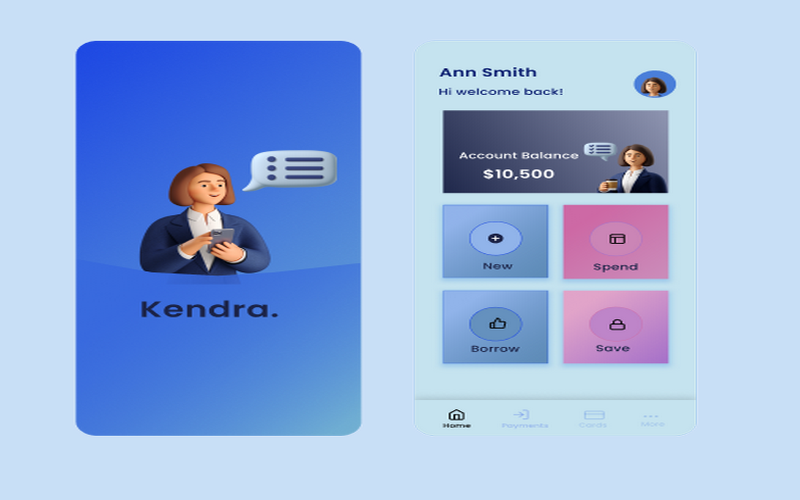 Kendra.
Ann Smith
Hi welcome back!
Account Balance
$10,500
New
Spend
Borrow
Save
Home
Payments
Cards
More